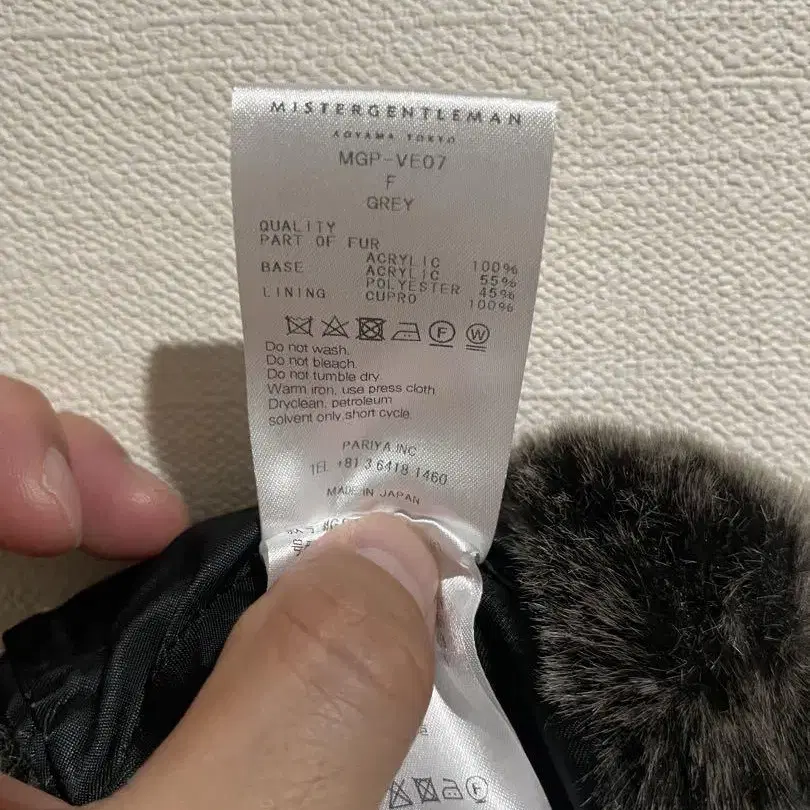 MISTERGENTLEMAN
AOYAMA TOKYO
MGP-VE07
F
GREY
QUALITY
PART OF FUR
ACRYLIC 100%
BASE ACRYLIC 55%
POLYESTER 45%
LINING CUPRO 100%
F W
Do not wash.
Do not bleach.
Do not tumble dry.
Warm iron, use press cloth
Dryclean, petroleum
solvent only,short cycle.
PARIYA.INC
TEL +81 3 6418 1460
MADE IN JAPAN